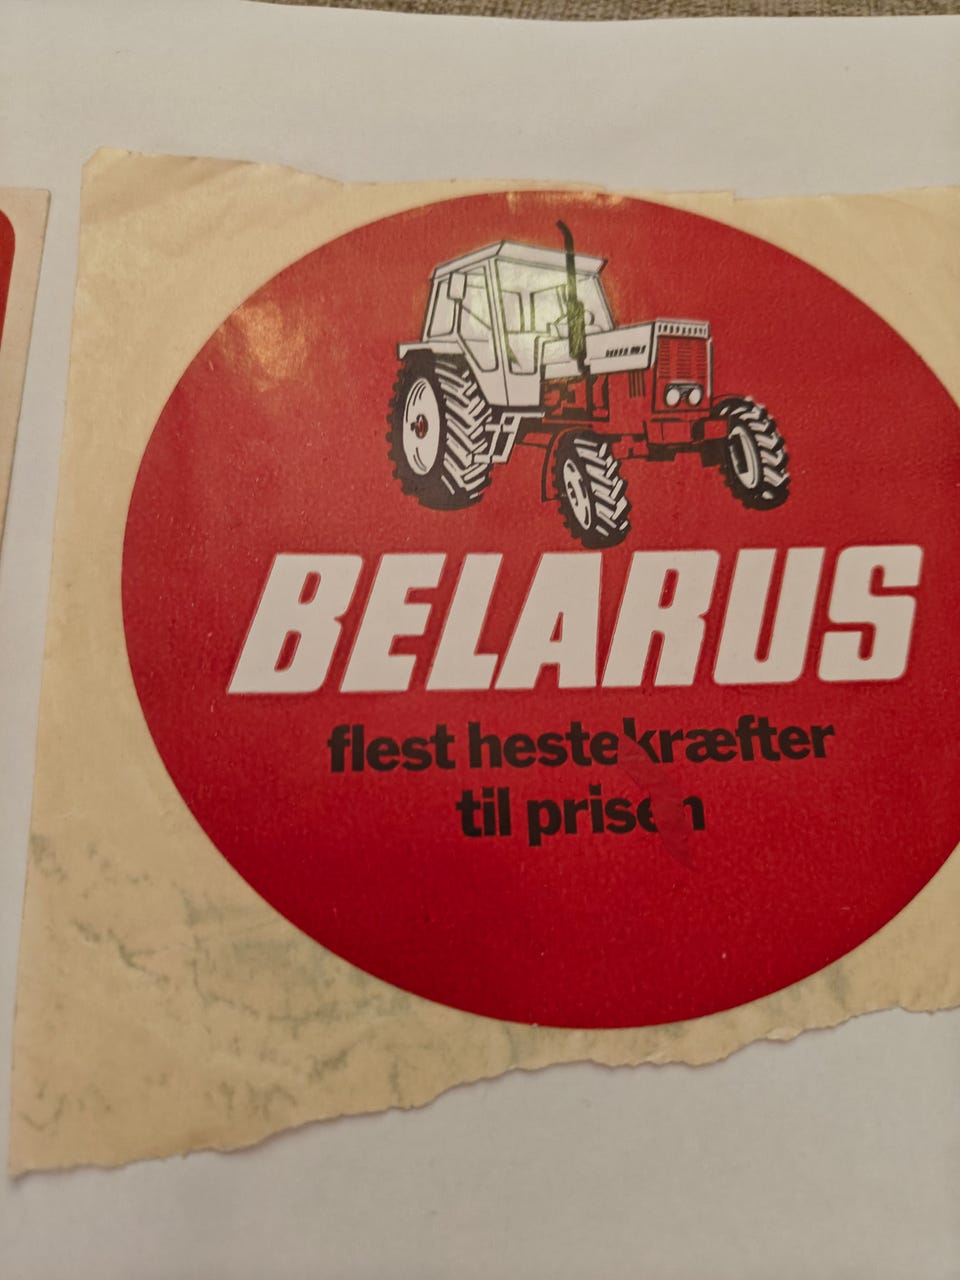 BELARUS
flest hestekræfter
til prisen